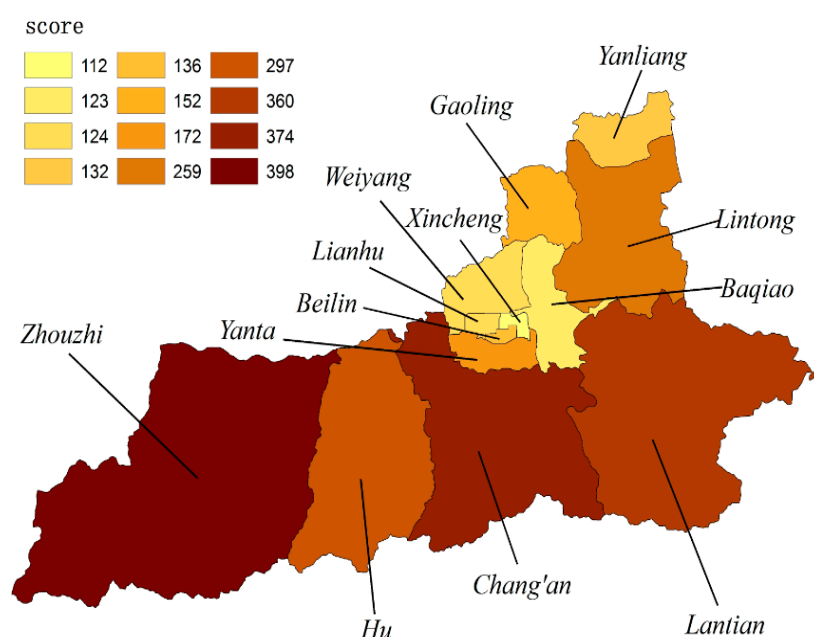 score
112 136 297
123 152 360
124 172 374
132 259 398
Yanliang
Gaoling
Weiyang
Xincheng
Lintong
Lianhu
Baqiao
Beilin
Yanta
Zhouzhi
Chang'an
Hu
Lantian